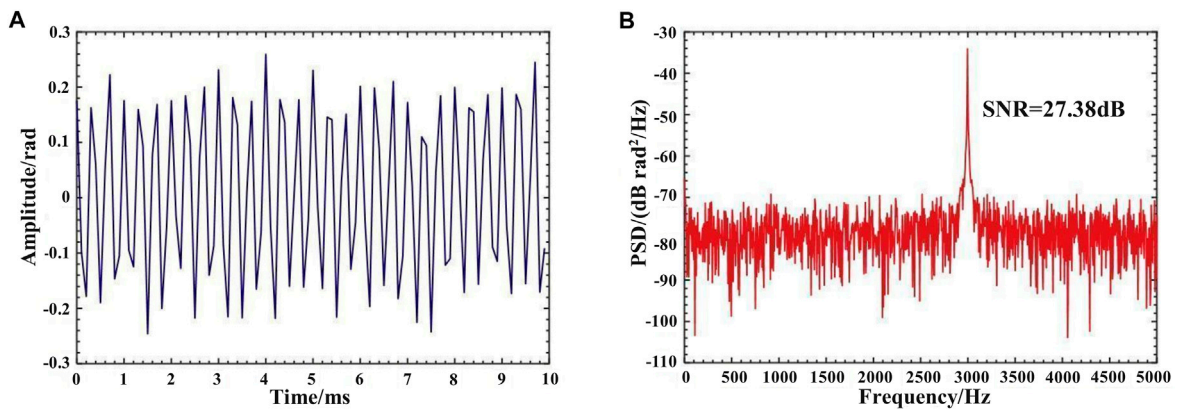 A
0.3
0.2
0.1
0
-0.1
-0.2
-0.3
Amplitude/rad
0 1 2 3 4 5 6 7 8 9 10
Time/ms
B
-30
-40
-50
-60
-70
-80
-90
-100
-110
PSD/(dB rad²/Hz)
SNR=27.38dB
0 500 1000 1500 2000 2500 3000 3500 4000 4500 5000
Frequency/Hz